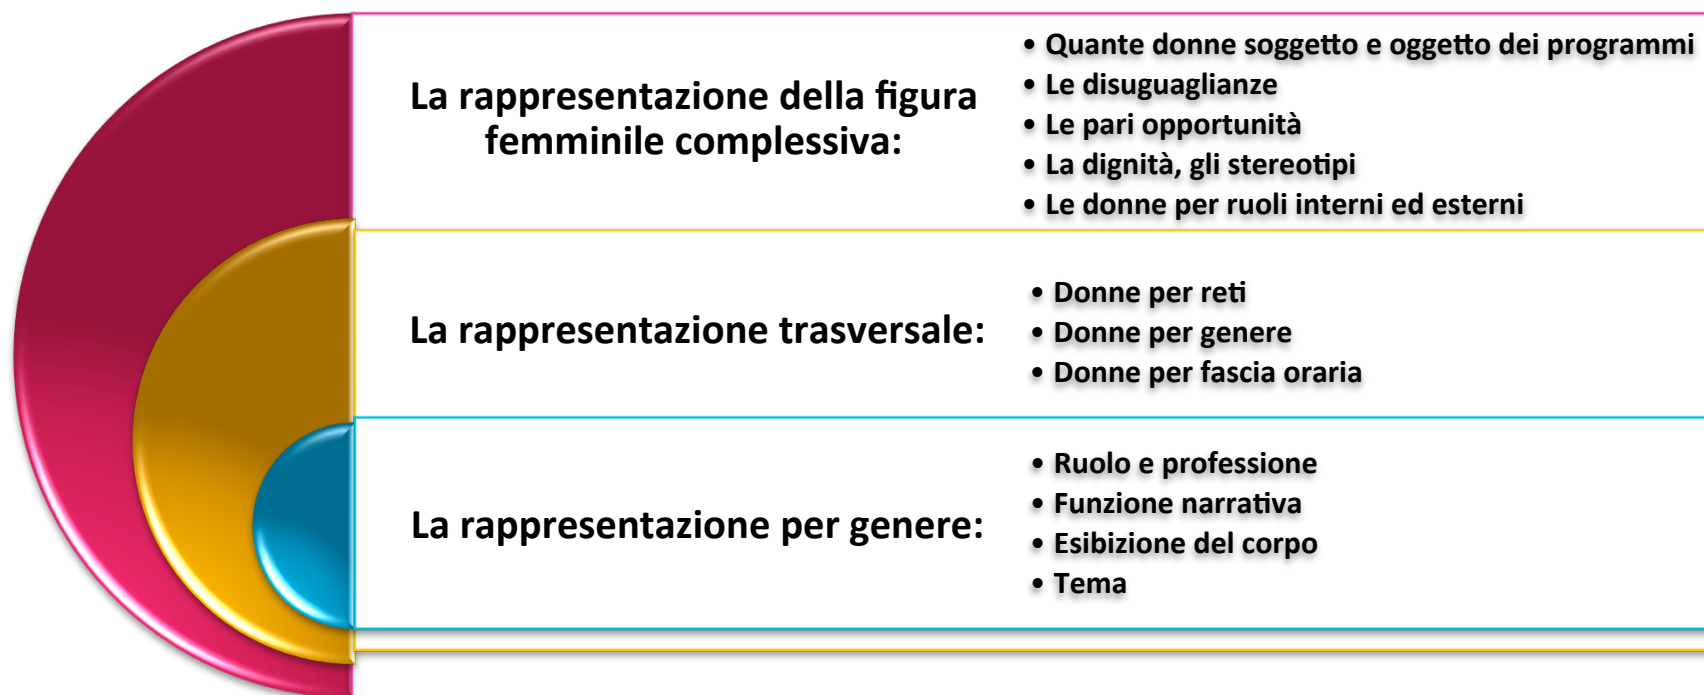 La rappresentazione della figura
femminile complessiva:
• Quante donne soggetto e oggetto dei programmi
• Le disuguaglianze
• Le pari opportunità
• La dignità, gli stereotipi
• Le donne per ruoli interni ed esterni
La rappresentazione trasversale:
• Donne per reti
• Donne per genere
• Donne per fascia oraria
La rappresentazione per genere:
• Ruolo e professione
• Funzione narrativa
• Esibizione del corpo
• Tema